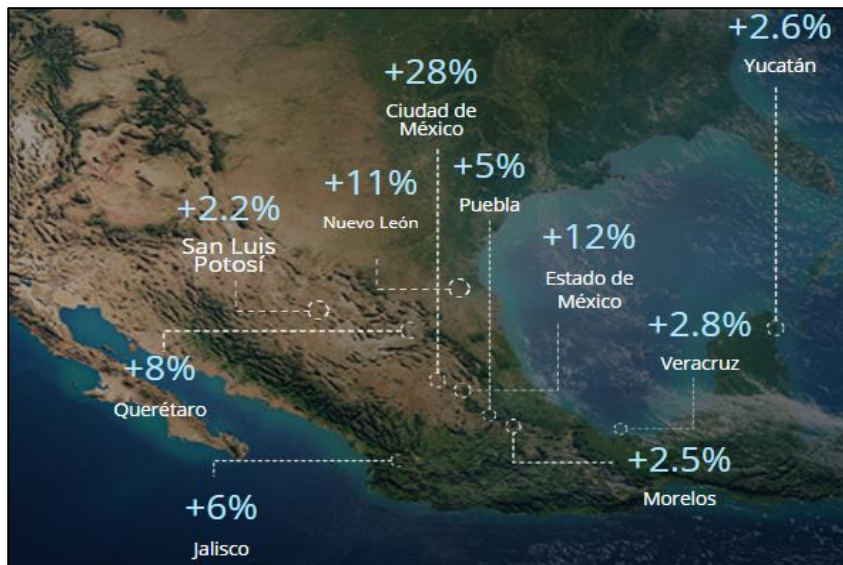 +2.6%
Yucatán
+28%
Ciudad de
México
+5%
Puebla
+11%
Nuevo León
+2.2%
San Luis
Potosí
+12%
Estado de
México
+2.8%
Veracruz
+8%
Querétaro
+2.5%
Morelos
+6%
Jalisco